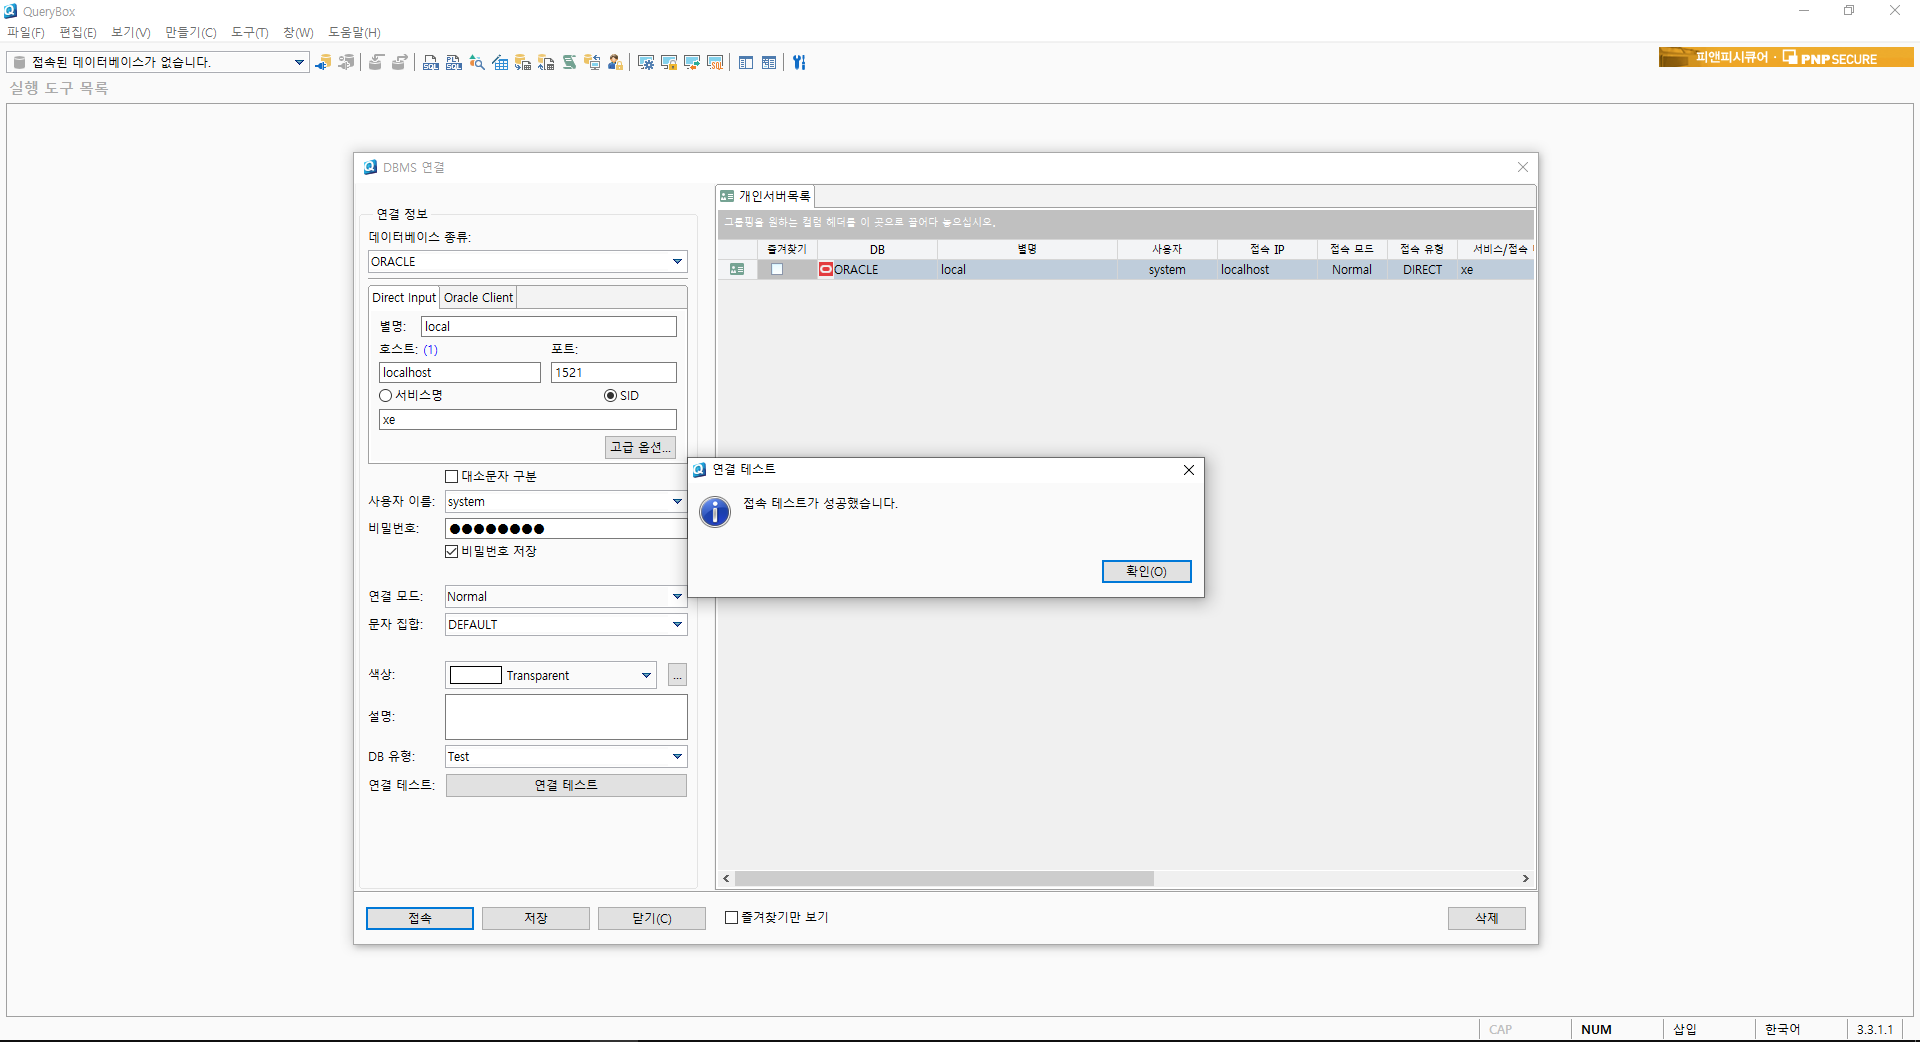 QueryBox
파일(F) 편집(E) 보기(V) 만들기(C) 도구(T) 창(W) 도움말(H)
접속된 데이터베이스가 없습니다.
피앤피시큐어 · PNPSECURE
실행 도구 목록
DBMS 연결
개인서버목록
그룹핑을 원하는 컬럼 헤더를 이 곳으로 끌어다 놓으십시오.
즐겨찾기 DB 별명 사용자 접속 IP 접속 모드 접속 유형 서비스/접속
ORACLE local system localhost Normal DIRECT xe
연결 정보
데이터베이스 종류:
ORACLE
Direct Input Oracle Client
별명: local
호스트: (1) 포트:
localhost 1521
서비스명 SID
xe
고급 옵션...
대소문자 구분
사용자 이름: system
비밀번호: ●●●●●●●●
비밀번호 저장
연결 모드: Normal
문자 집합: DEFAULT
색상: Transparent ...
설명:
DB 유형: Test
연결 테스트: 연결 테스트
연결 테스트
접속 테스트가 성공했습니다.
확인(O)
접속 저장 닫기(C) 즐겨찾기만 보기 삭제
CAP NUM 삽입 한국어 3.3.1.1